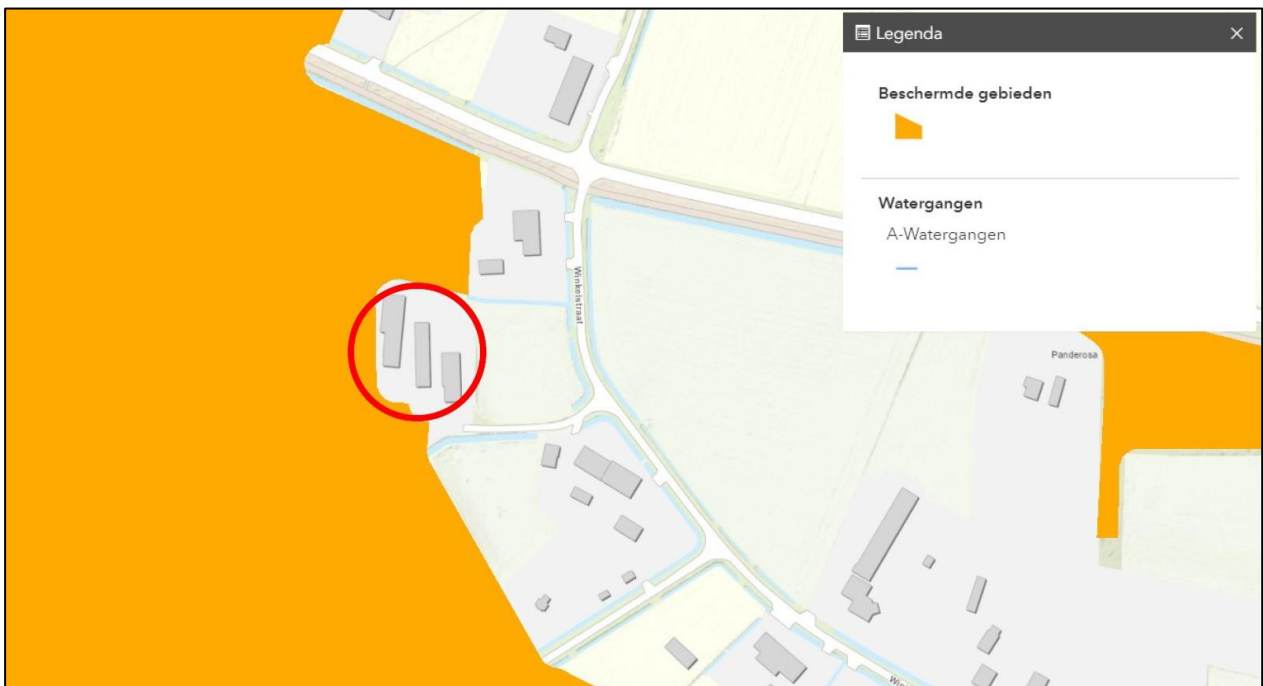 Legenda
Beschermde gebieden
Watergangen
A-Watergangen
Winkelstraat
Panderosa